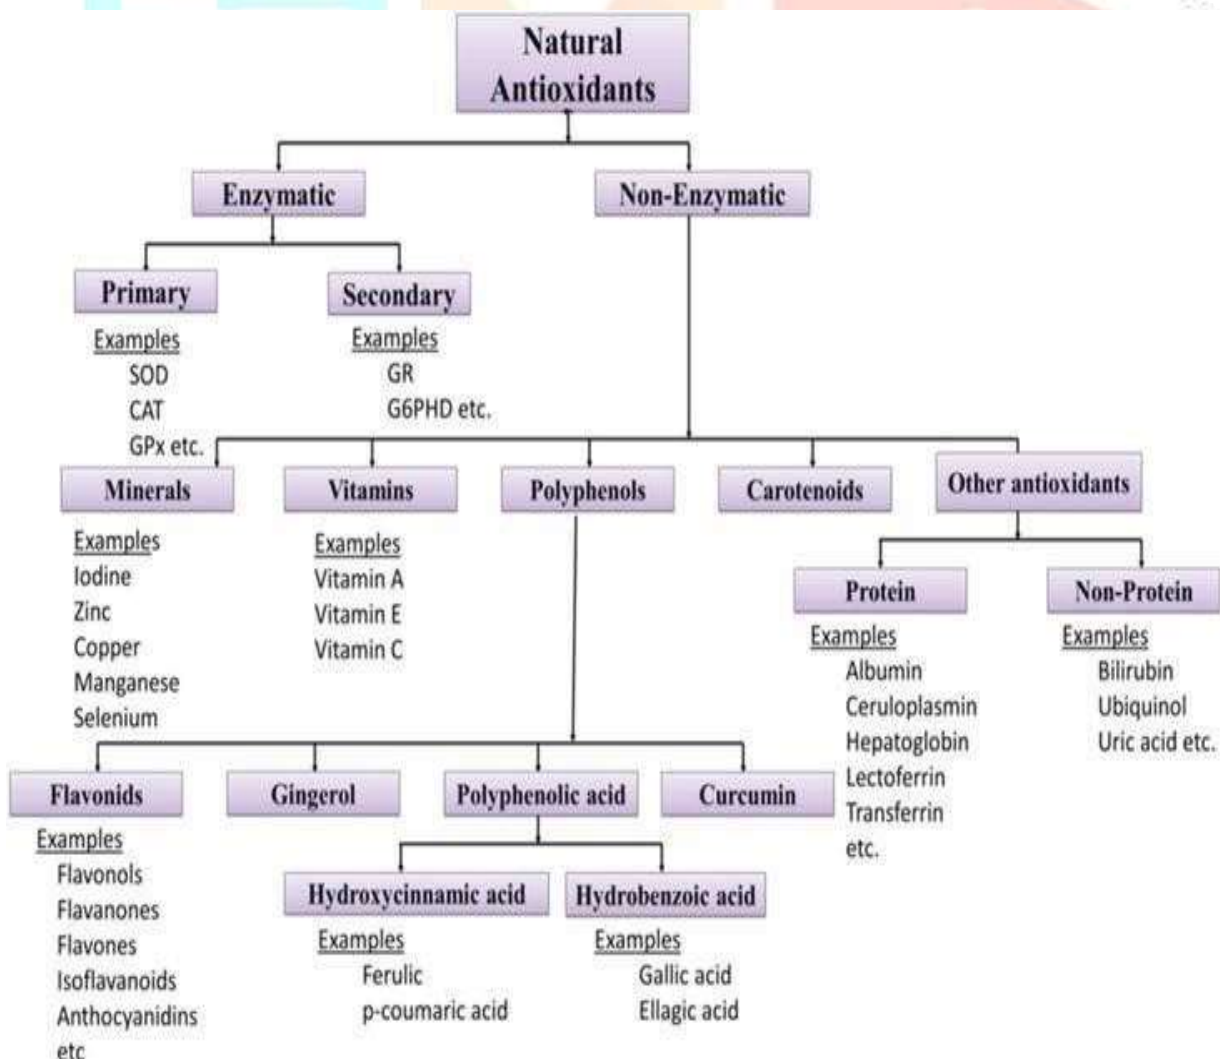 Natural
Antioxidants
Enzymatic
Non-Enzymatic
Primary
Examples
SOD
CAT
GPx etc.
Secondary
Examples
GR
G6PHD etc.
Minerals
Examples
Iodine
Zinc
Copper
Manganese
Selenium
Vitamins
Examples
Vitamin A
Vitamin E
Vitamin C
Polyphenols
Carotenoids
Other antioxidants
Protein
Examples
Albumin
Ceruloplasmin
Hepatoglobin
Lectoferrin
Transferrin
etc.
Non-Protein
Examples
Bilirubin
Ubiquinol
Uric acid etc.
Flavonids
Examples
Flavonols
Flavanones
Flavones
Isoflavanoids
Anthocyanidins
etc
Gingerol
Polyphenolic acid
Curcumin
Hydroxycinnamic acid
Examples
Ferulic
p-coumaric acid
Hydrobenzoic acid
Examples
Gallic acid
Ellagic acid